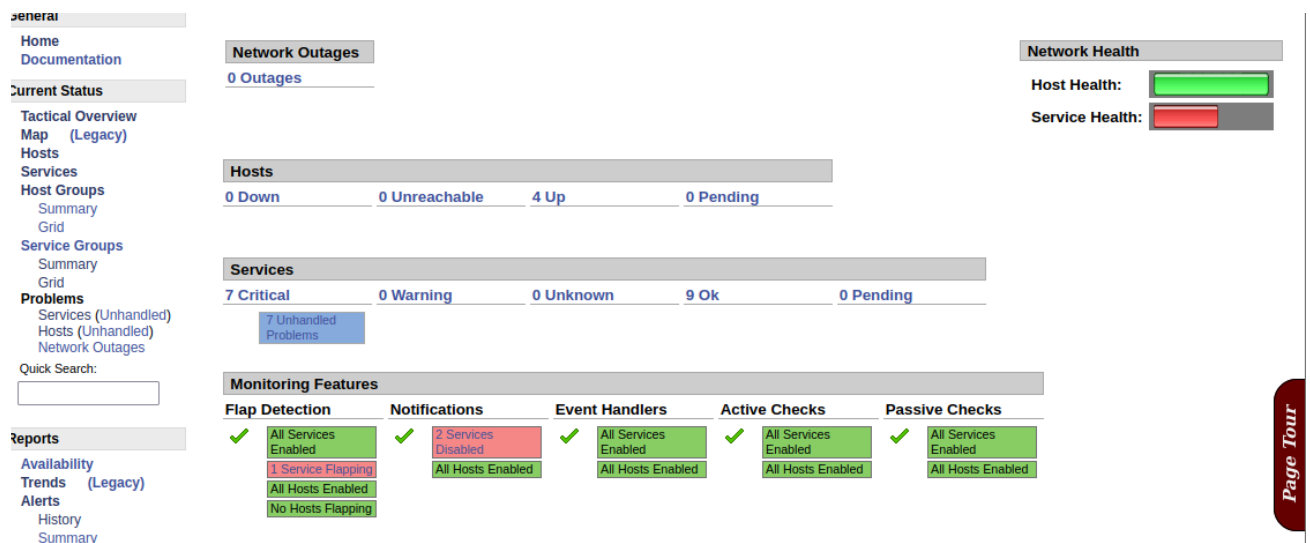 General
Home
Documentation
Current Status
Tactical Overview
Map (Legacy)
Hosts
Services
Host Groups
Summary
Grid
Service Groups
Summary
Grid
Problems
Services (Unhandled)
Hosts (Unhandled)
Network Outages
Quick Search:
Reports
Availability
Trends (Legacy)
Alerts
History
Summary
Network Outages
0 Outages
Network Health
Host Health:
Service Health:
Hosts
0 Down 0 Unreachable 4 Up 0 Pending
Services
7 Critical 0 Warning 0 Unknown 9 Ok 0 Pending
7 Unhandled
Problems
Monitoring Features
Flap Detection Notifications Event Handlers Active Checks Passive Checks
All Services
Enabled
1 Service Flapping
All Hosts Enabled
No Hosts Flapping
2 Services
Disabled
All Hosts Enabled
All Services
Enabled
All Hosts Enabled
All Services
Enabled
All Hosts Enabled
All Services
Enabled
All Hosts Enabled
Page Tour